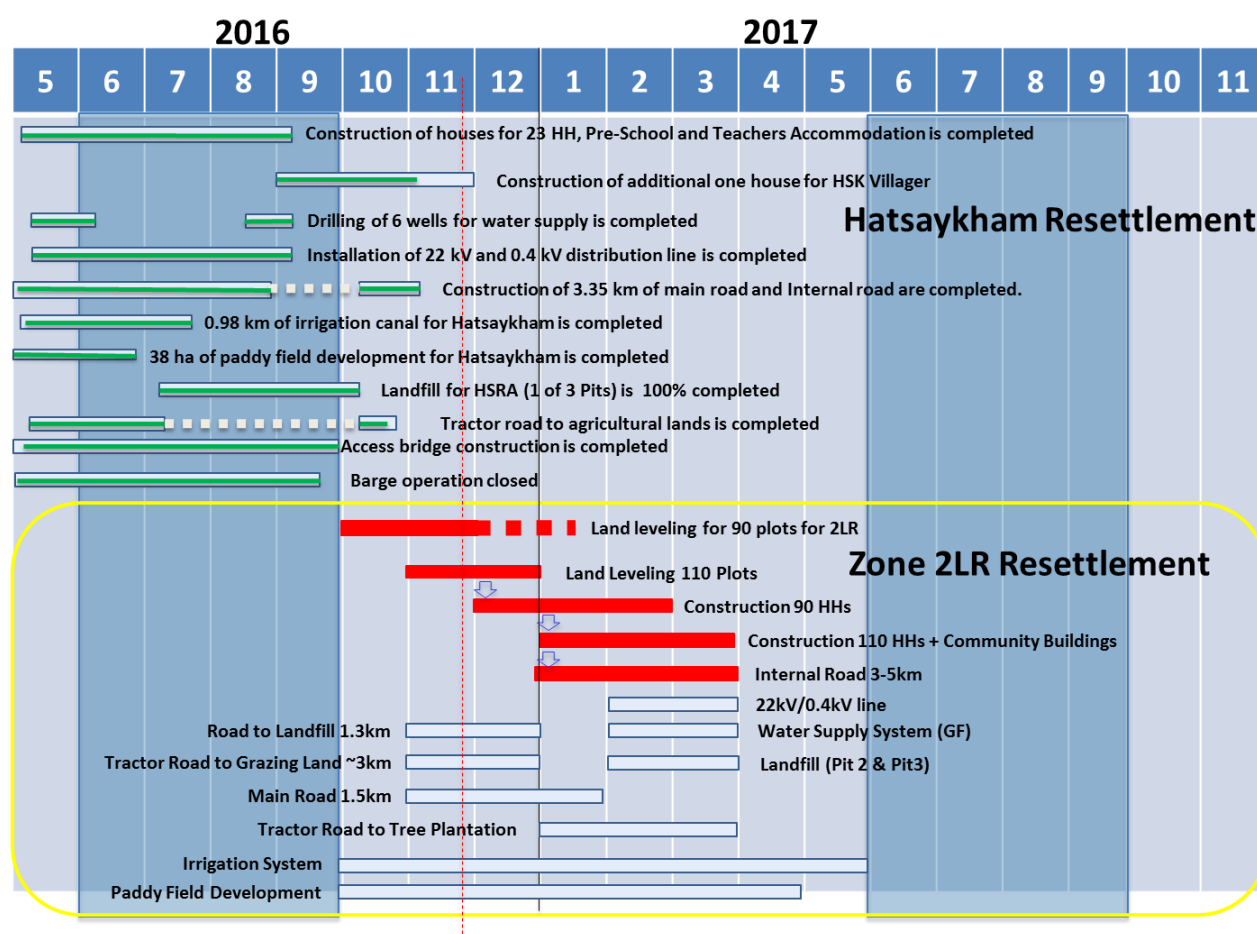 2016 2017
5 6 7 8 9 10 11 12 1 2 3 4 5 6 7 8 9 10 11
Construction of houses for 23 HH, Pre-School and Teachers Accommodation is completed
Construction of additional one house for HSK Villager
Hatsaykham Resettlement
Drilling of 6 wells for water supply is completed
Installation of 22 kV and 0.4 kV distribution line is completed
Construction of 3.35 km of main road and Internal road are completed.
0.98 km of irrigation canal for Hatsaykham is completed
38 ha of paddy field development for Hatsaykham is completed
Landfill for HSRA (1 of 3 Pits) is 100% completed
Tractor road to agricultural lands is completed
Access bridge construction is completed
Barge operation closed
Land leveling for 90 plots for 2LR
Zone 2LR Resettlement
Land Leveling 110 Plots
Construction 90 HHs
Construction 110 HHs + Community Buildings
Internal Road 3-5km
22kV/0.4kV line
Road to Landfill 1.3km
Water Supply System (GF)
Tractor Road to Grazing Land ~3km
Landfill (Pit 2 & Pit3)
Main Road 1.5km
Tractor Road to Tree Plantation
Irrigation System
Paddy Field Development